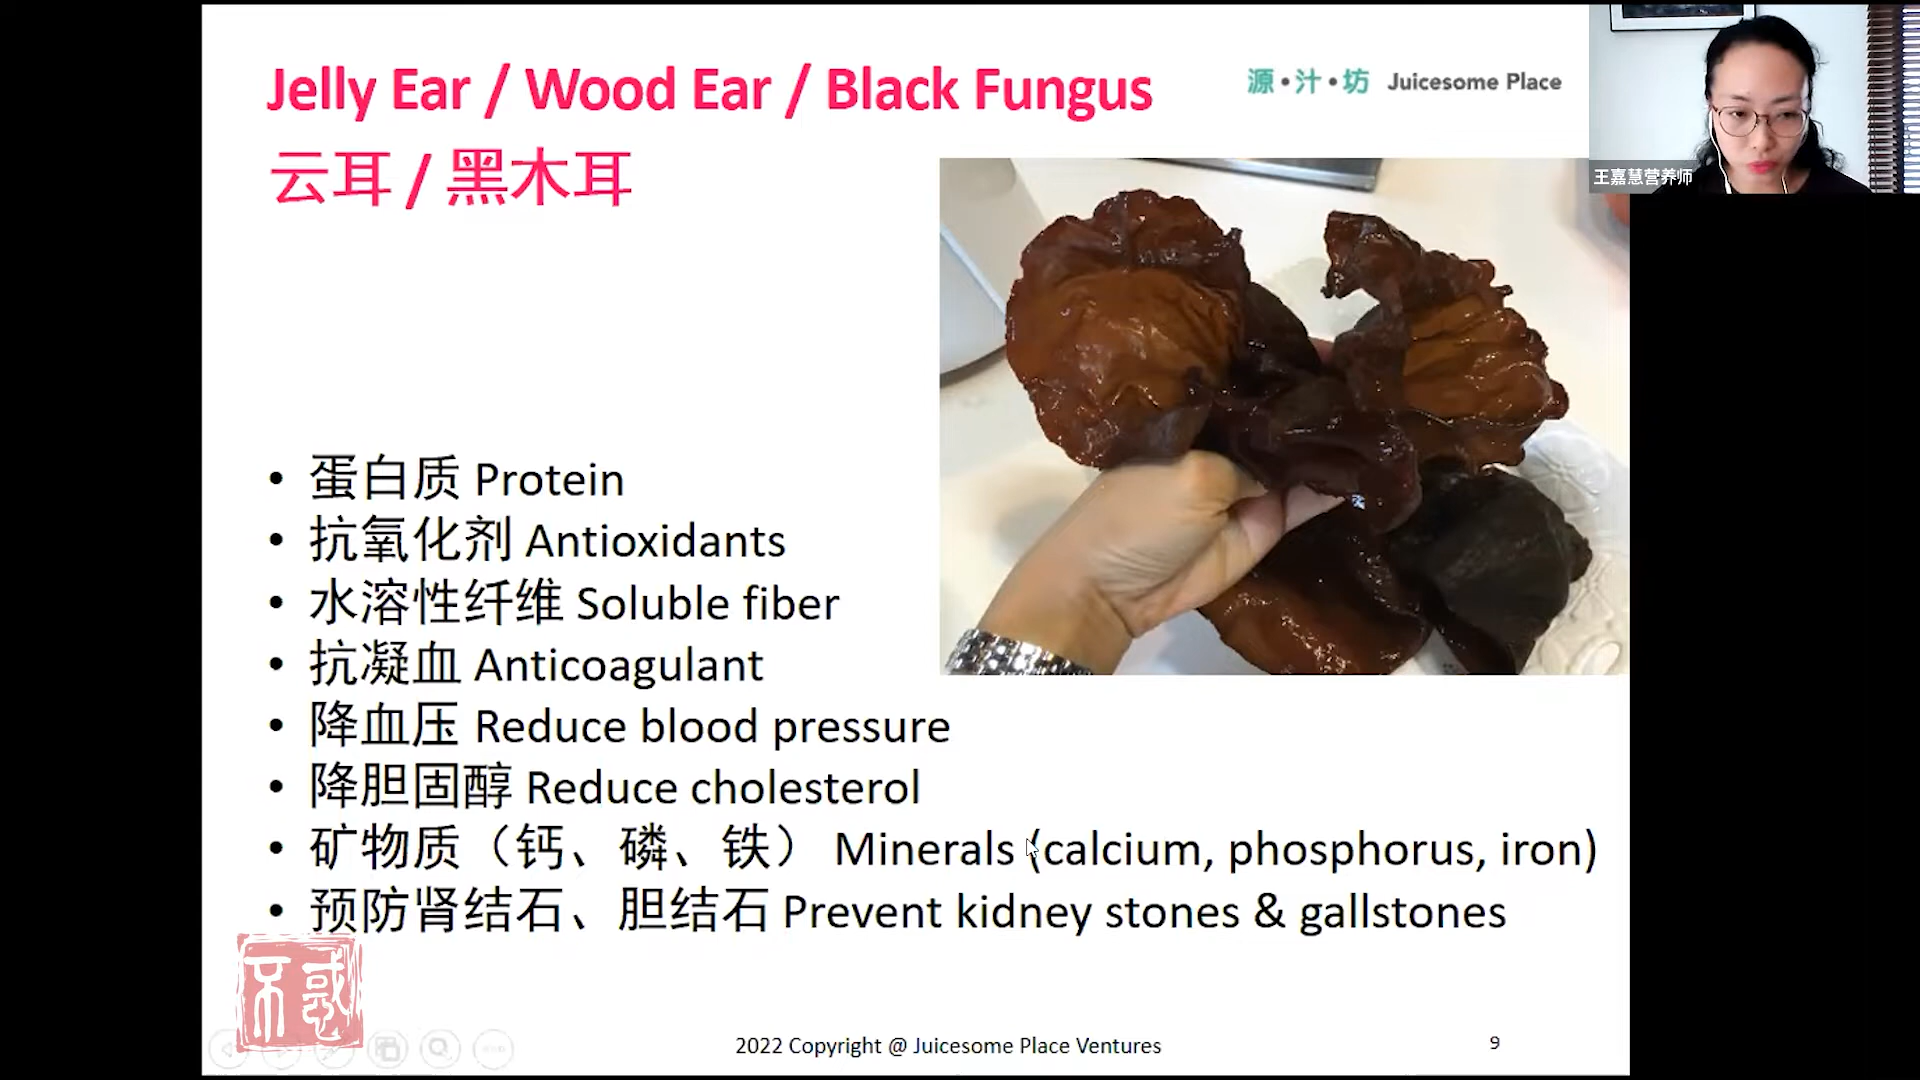 Jelly Ear / Wood Ear / Black Fungus
云耳 / 黑木耳
源•汁•坊 Juicesome Place
王嘉慧营养师
• 蛋白质 Protein
• 抗氧化剂 Antioxidants
• 水溶性纤维 Soluble fiber
• 抗凝血 Anticoagulant
• 降血压 Reduce blood pressure
• 降胆固醇 Reduce cholesterol
• 矿物质（钙、磷、铁） Minerals (calcium, phosphorus, iron)
• 预防肾结石、胆结石 Prevent kidney stones & gallstones
不惑
2022 Copyright @ Juicesome Place Ventures
9